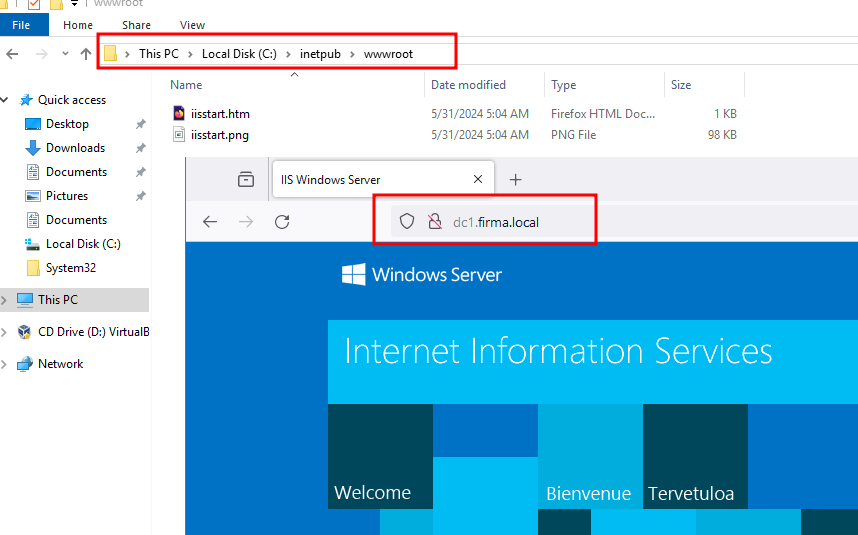 wwwroot
File Home Share View
This PC Local Disk (C:) inetpub wwwroot
Name Date modified Type Size
Quick access
iisstart.htm 5/31/2024 5:04 AM Firefox HTML Doc... 1 KB
Desktop
iisstart.png 5/31/2024 5:04 AM PNG File 98 KB
Downloads
Documents
Pictures
Documents
Local Disk (C:)
System32
This PC
CD Drive (D:) VirtualB
Network
IIS Windows Server
dc1.firma.local
Windows Server
Internet Information Services
Welcome Bienvenue Tervetuloa